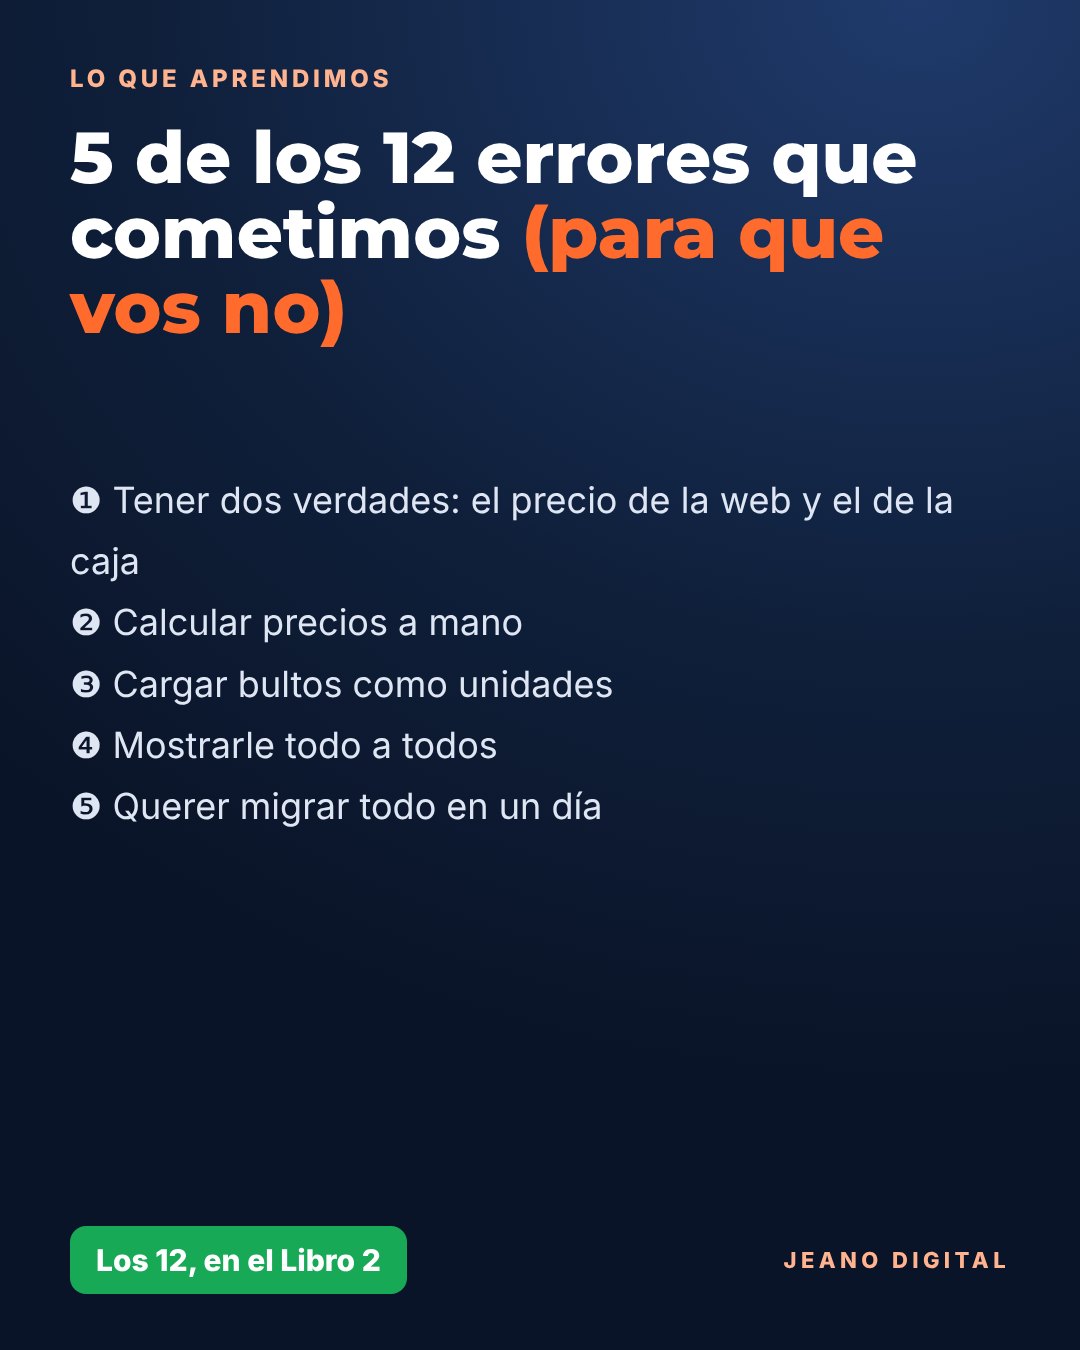 LO QUE APRENDIMOS
5 de los 12 errores que
cometimos (para que
vos no)
❶ Tener dos verdades: el precio de la web y el de la
caja
❷ Calcular precios a mano
❸ Cargar bultos como unidades
❹ Mostrarle todo a todos
❺ Querer migrar todo en un día
Los 12, en el Libro 2
JEANO DIGITAL